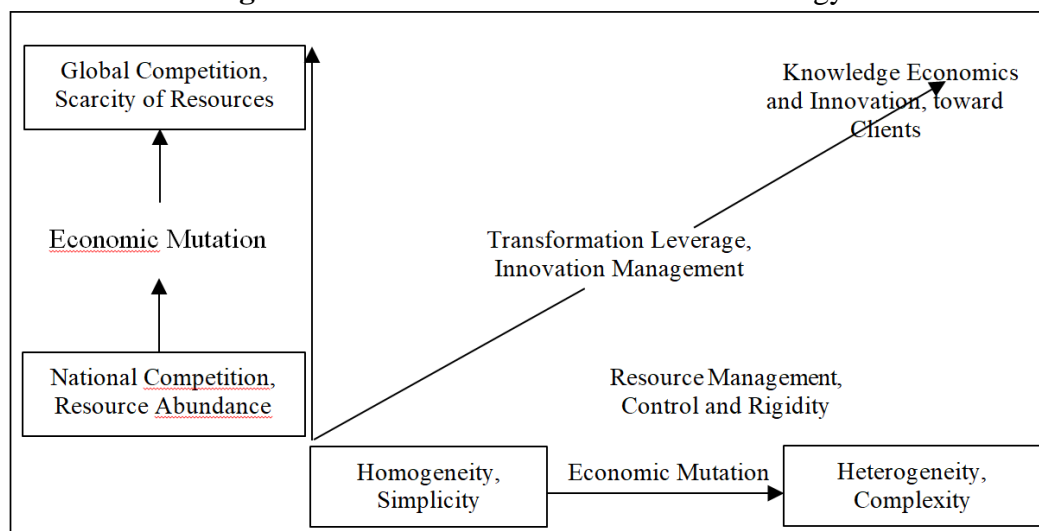 Global Competition,
Scarcity of Resources
Knowledge Economics
and Innovation, toward
Clients
Economic Mutation
Transformation Leverage,
Innovation Management
National Competition,
Resource Abundance
Resource Management,
Control and Rigidity
Homogeneity,
Simplicity
Economic Mutation
Heterogeneity,
Complexity